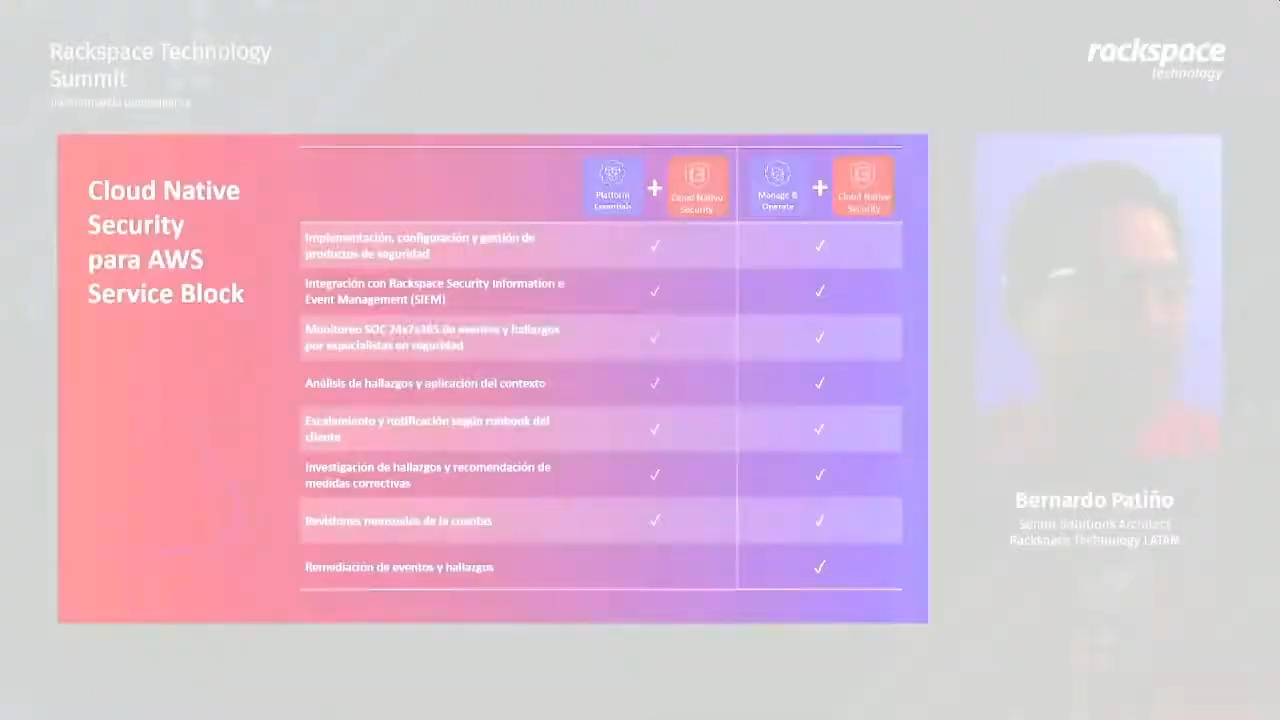 Rackspace Technology
Summit
rackspace
technology
Cloud Native
Security
para AWS
Service Block
Platform
Essentials
+
Cloud Native
Security
Manage &
Operate
+
Cloud Native
Security
Implementación, configuración y gestión de
productos de seguridad
✓ ✓
Integración con Rackspace Security Information e
Event Management (SIEM)
✓ ✓
Monitoreo SOC 24x7x365 de eventos y hallazgos
por especialistas en seguridad
✓ ✓
Análisis de hallazgos y aplicación del contexto
✓ ✓
Escalamiento y notificación según runbook del
cliente
✓ ✓
Investigación de hallazgos y recomendación de
medidas correctivas
✓ ✓
Revisiones mensuales de la cuentas
✓ ✓
Remediación de eventos y hallazgos
✓
Bernardo Patiño
Senior Solutions Architect
Rackspace Technology LATAM